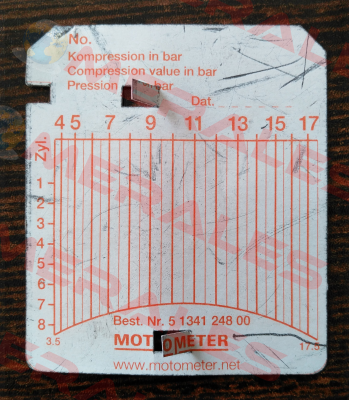 No.
Kompression in bar
Compression value in bar
Pression bar
Dat.
4 5 7 9 11 13 15 17
Zyl.
1
2
3
4
5
6
7
8
3.5 17.5
Best. Nr. 5 1341 248 00
MOTOMETER
www.motometer.net